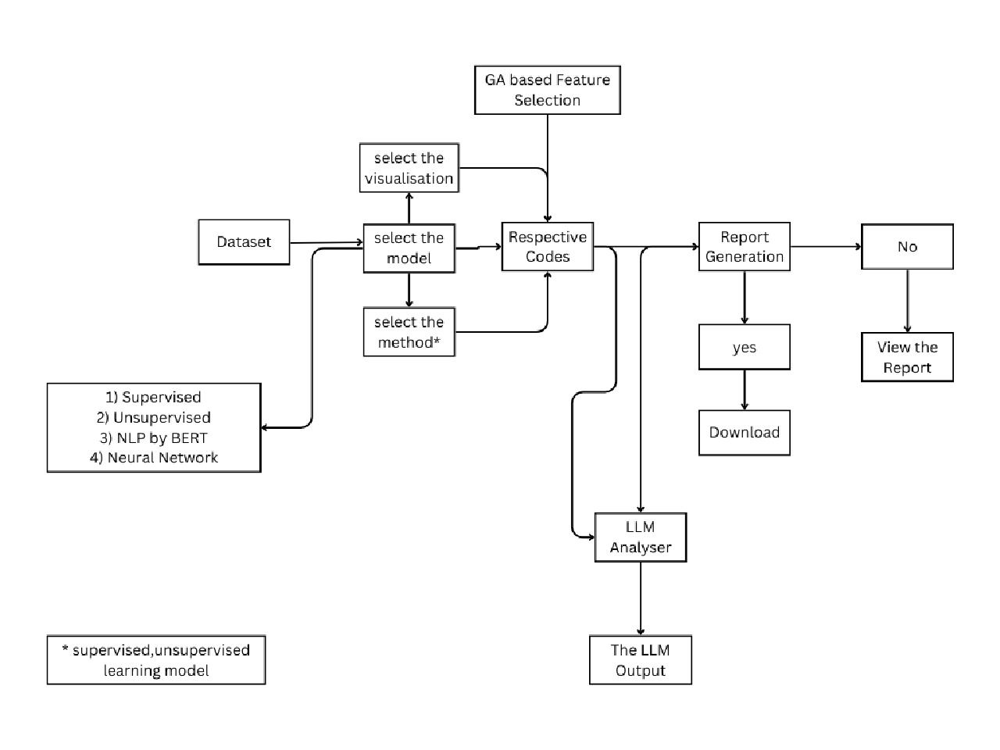 GA based Feature
Selection
select the
visualisation
Dataset
select the
model
Respective
Codes
Report
Generation
No
select the
method*
yes
View the
Report
1) Supervised
2) Unsupervised
3) NLP by BERT
4) Neural Network
Download
LLM
Analyser
* supervised,unsupervised
learning model
The LLM
Output